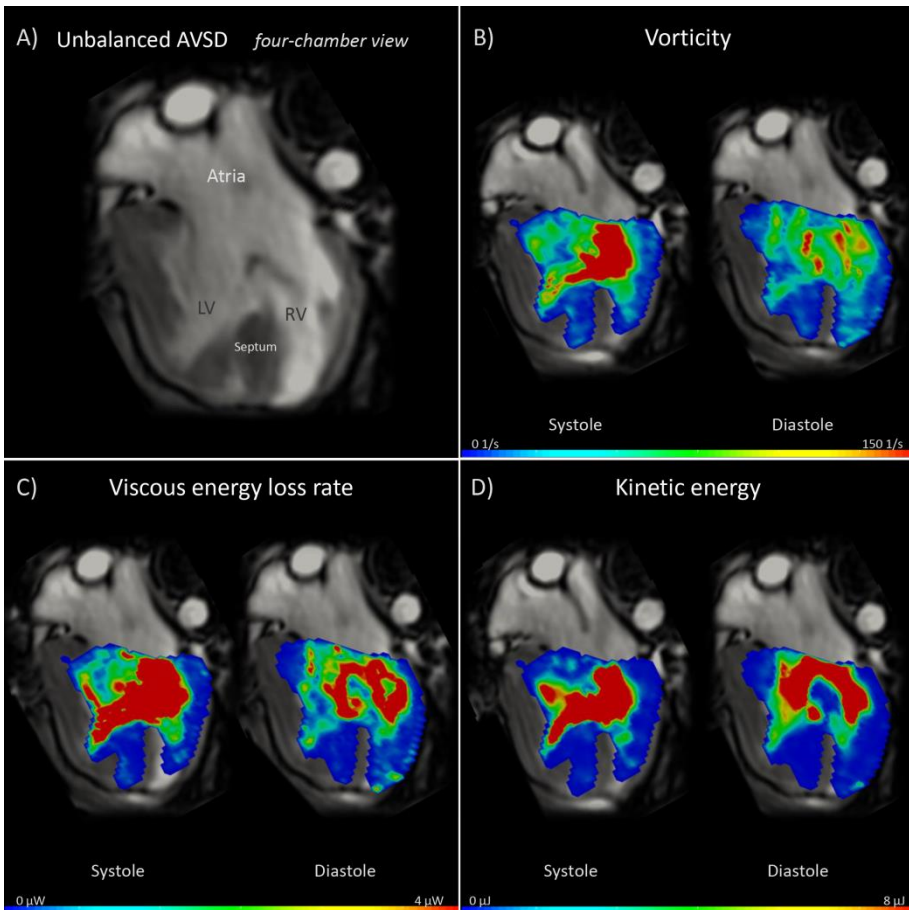 A) Unbalanced AVSD four-chamber view
Atria
LV
RV
Septum
B) Vorticity
Systole
Diastole
0 1/s
150 1/s
C) Viscous energy loss rate
Systole
Diastole
0 µW
4 µW
D) Kinetic energy
Systole
Diastole
0 µJ
8 µJ